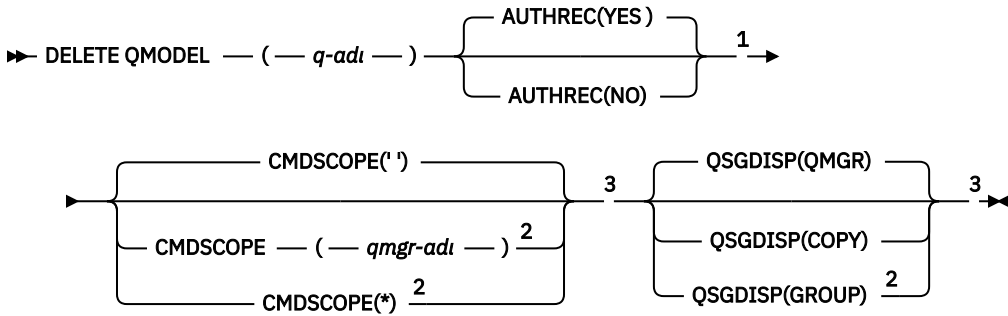 AUTHREC(YES )
DELETE QMODEL ( q-adı ) 1
AUTHREC(NO)
CMDSCOPE(' ') 3 QSGDISP(QMGR) 3
CMDSCOPE ( qmgr-adı ) 2 QSGDISP(COPY)
CMDSCOPE(*) 2 QSGDISP(GROUP) 2